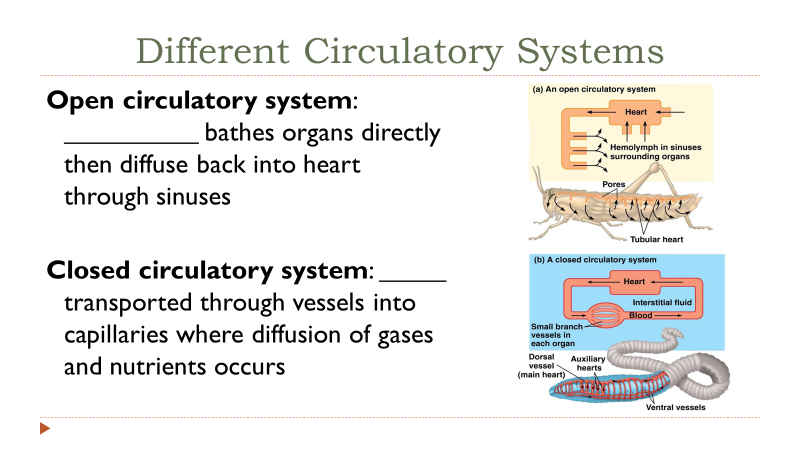 Different Circulatory Systems
Open circulatory system:
__________ bathes organs directly
then diffuse back into heart
through sinuses
Closed circulatory system: _____
transported through vessels into
capillaries where diffusion of gases
and nutrients occurs
(a) An open circulatory system
Heart
Hemolymph in sinuses
surrounding organs
Pores
Tubular heart
(b) A closed circulatory system
Heart
Interstitial fluid
Blood
Small branch
vessels in
each organ
Dorsal
vessel
(main heart)
Auxiliary
hearts
Ventral vessels